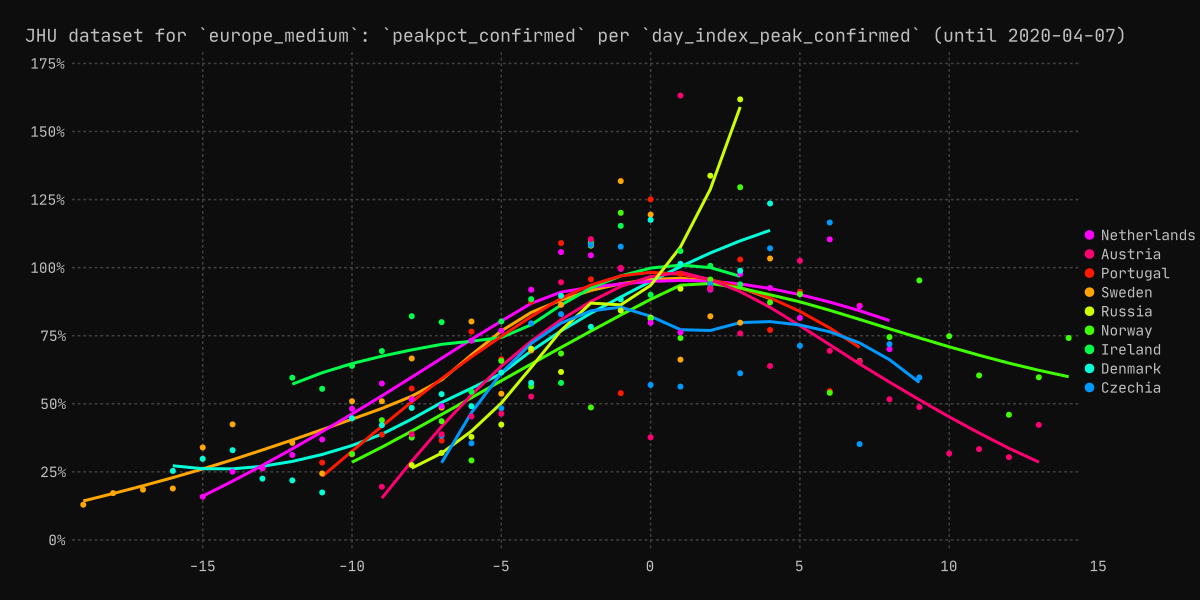 JHU dataset for `europe_medium`: `peakpct_confirmed` per `day_index_peak_confirmed` (until 2020-04-07)
175%
150%
125%
100%
75%
50%
25%
0%
-15
-10
-5
0
5
10
15
Netherlands
Austria
Portugal
Sweden
Russia
Norway
Ireland
Denmark
Czechia